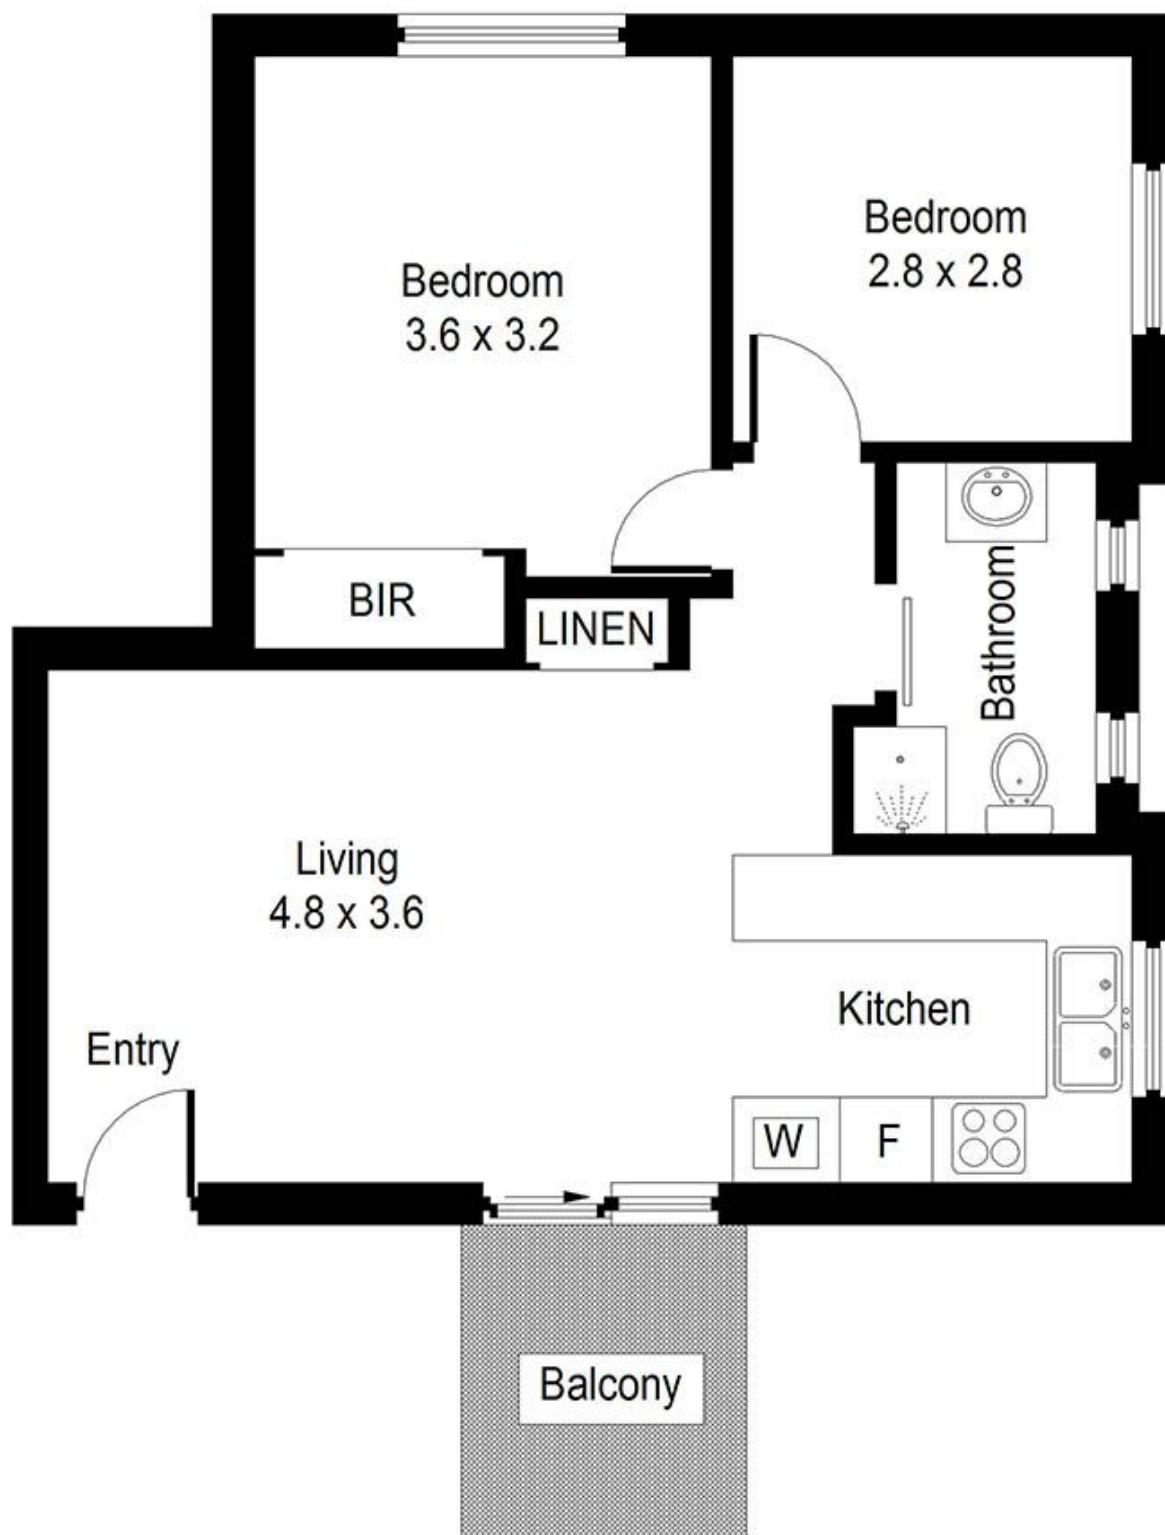 Bedroom
2.8 x 2.8
Bedroom
3.6 x 3.2
BIR
LINEN
Bathroom
Living
4.8 x 3.6
Kitchen
Entry
W
F
Balcony